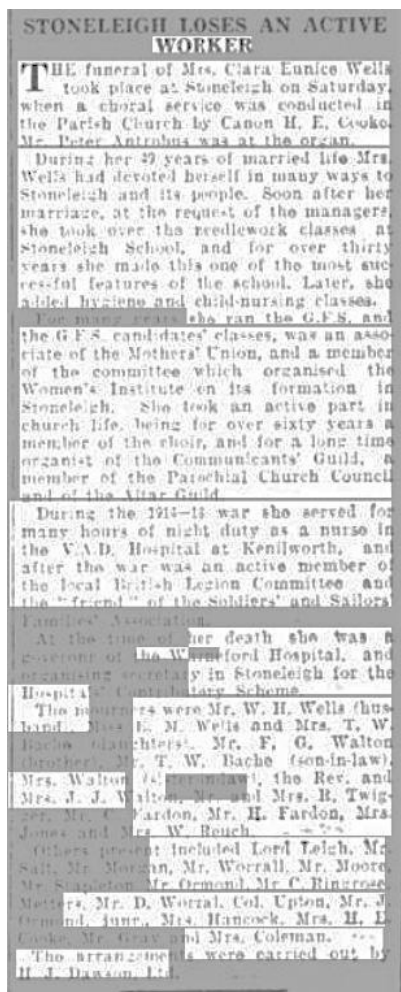 STONELEIGH LOSES AN ACTIVE
WORKER
THE funeral of Mrs. Clara Eunice Wells
took place at Stoneleigh on Saturday,
when a choral service was conducted in
the Parish Church by Canon H. E. Cooke.
Mr. Peter Antrobus was at the organ.
During her 49 years of married life Mrs.
Wells had devoted herself in many ways to
Stoneleigh and its people. Soon after her
marriage, at the request of the managers,
she took over the needlework classes at
Stoneleigh School, and for over thirty
years she made this one of the most suc-
cessful features of the school. Later, she
added hygiene and child-nursing classes.
For many years she ran the G.F.S. and
the G.F.S. candidates' classes, was an asso-
ciate of the Mothers' Union, and a member
of the committee which organised the
Women's Institute on its formation in
Stoneleigh. She took an active part in
church life, being for over sixty years a
member of the choir, and for a long time
organist of the Communicants' Guild, a
member of the Parochial Church Council
and of the Altar Guild.
During the 1914—18 war she served for
many hours of night duty as a nurse in
the V.A.D. Hospital at Kenilworth, and
after the war was an active member of
the local British Legion Committee and
the "friend" of the Soldiers' and Sailors'
Families' Association.
At the time of her death she was a
governor of the Warneford Hospital, and
organising secretary in Stoneleigh for the
Hospitals' Contributory Scheme.
The mourners were Mr. W. H. Wells (hus-
band), Miss E. M. Wells and Mrs. T. W.
Bache (daughters), Mr. F. G. Walton
(brother), Mr. T. W. Bache (son-in-law),
Mrs. Walton (sister-in-law), the Rev. and
Mrs. J. J. Walton, Mr. and Mrs. R. Twig-
ger, Mr. C. Fardon, Mr. H. Fardon, Mrs.
Jones and Mrs. W. Reuch.
Others present included Lord Leigh, Mr.
Salt, Mr. Morgan, Mr. Worrall, Mr. Moore,
Mr. Stapleton, Mr. Ormond, Mr. C. Ringrose,
Metters, Mr. D. Worral, Col. Upton, Mr. J.
Ormond, junr., Mrs. Hancock, Mrs. H. E.
Cooke, Mr. Gray and Mrs. Coleman.
The arrangements were carried out by
H. J. Dawson, Ltd.